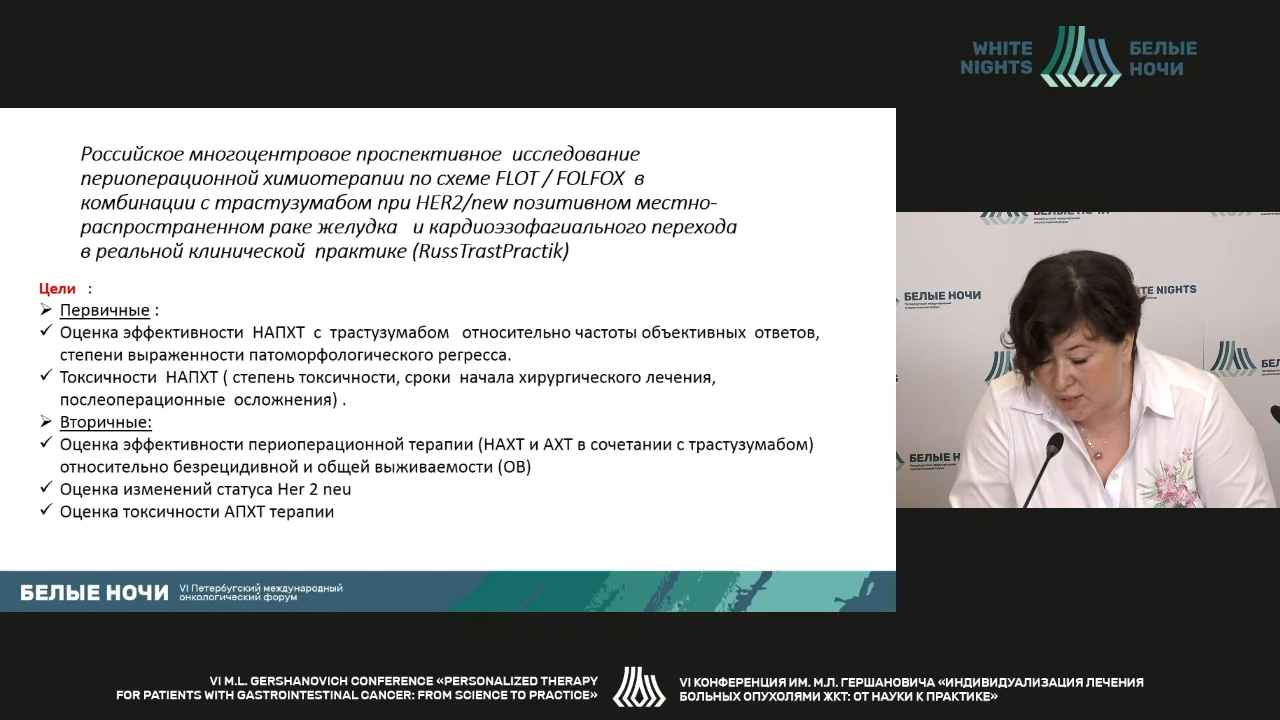 WHITE
NIGHTS
БЕЛЫЕ
НОЧИ
Российское многоцентровое проспективное исследование
периоперационной химиотерапии по схеме FLOT / FOLFOX в
комбинации с трастузумабом при HER2/new позитивном местно-
распространенном раке желудка и кардиоэзофагиального перехода
в реальной клинической практике (RussTrastPractik)
Цели :
Первичные :
Оценка эффективности НАПХТ с трастузумабом относительно частоты объективных ответов,
степени выраженности патоморфологического регресса.
Токсичности НАПХТ ( степень токсичности, сроки начала хирургического лечения,
послеоперационные осложнения) .
Вторичные:
Оценка эффективности периоперационной терапии (НАХТ и АХТ в сочетании с трастузумабом)
относительно безрецидивной и общей выживаемости (ОВ)
Оценка изменений статуса Her 2 neu
Оценка токсичности АПХТ терапии
БЕЛЫЕ НОЧИ
VI Петербугский международный
онкологический форум
БЕЛЫЕ НОЧИ
TE NIGHTS
БЕЛЫЕ Н
VI M.L. GERSHANOVICH CONFERENCE «PERSONALIZED THERAPY
FOR PATIENTS WITH GASTROINTESTINAL CANCER: FROM SCIENCE TO PRACTICE»
VI КОНФЕРЕНЦИЯ ИМ. М.Л. ГЕРШАНОВИЧА «ИНДИВИДУАЛИЗАЦИЯ ЛЕЧЕНИЯ
БОЛЬНЫХ ОПУХОЛЯМИ ЖКТ: ОТ НАУКИ К ПРАКТИКЕ»